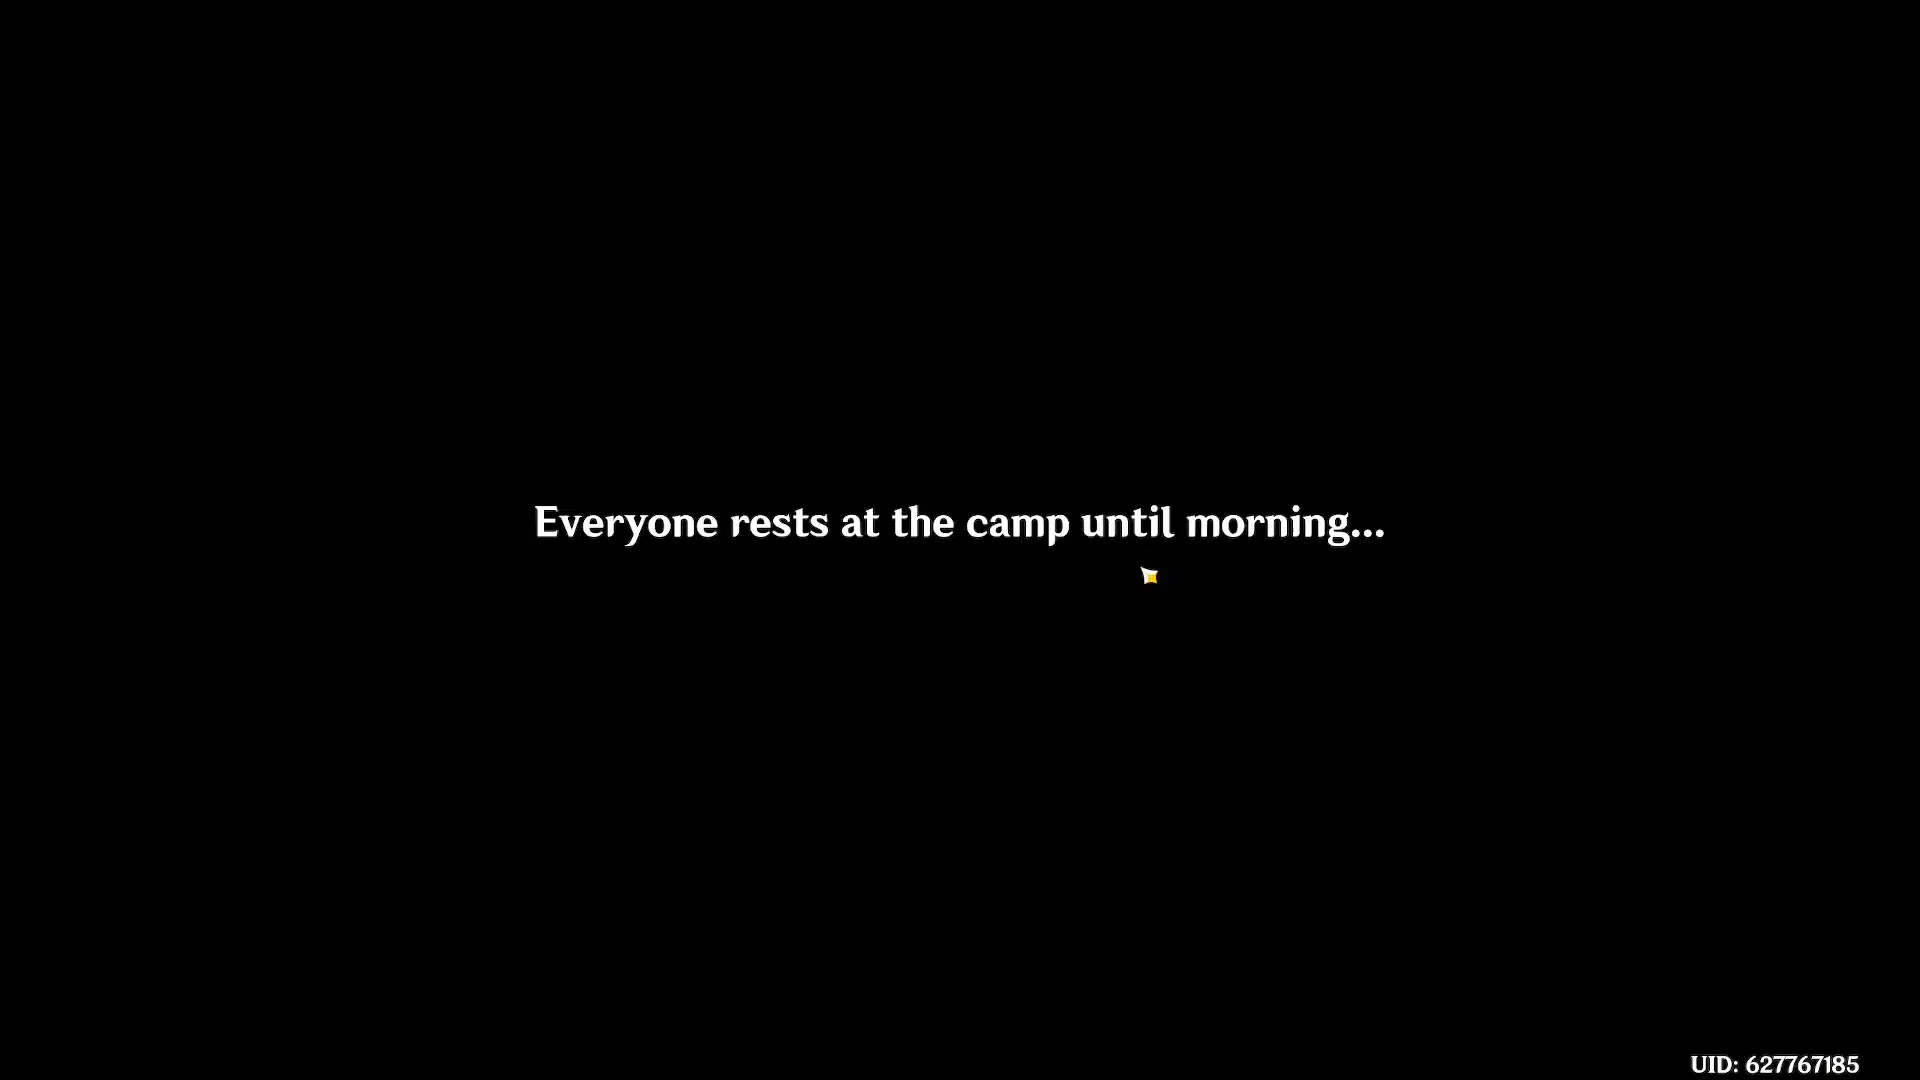 Everyone rests at the camp until morning...
UID: 627767185